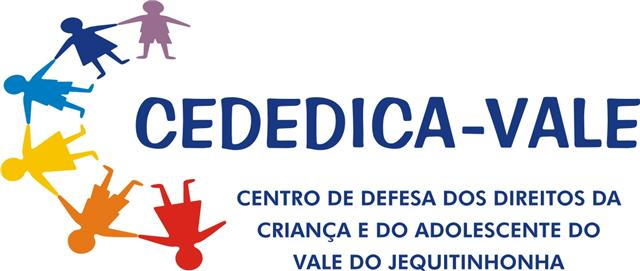 CEDEDICA-VALE
CENTRO DE DEFESA DOS DIREITOS DA
CRIANÇA E DO ADOLESCENTE DO
VALE DO JEQUITINHONHA